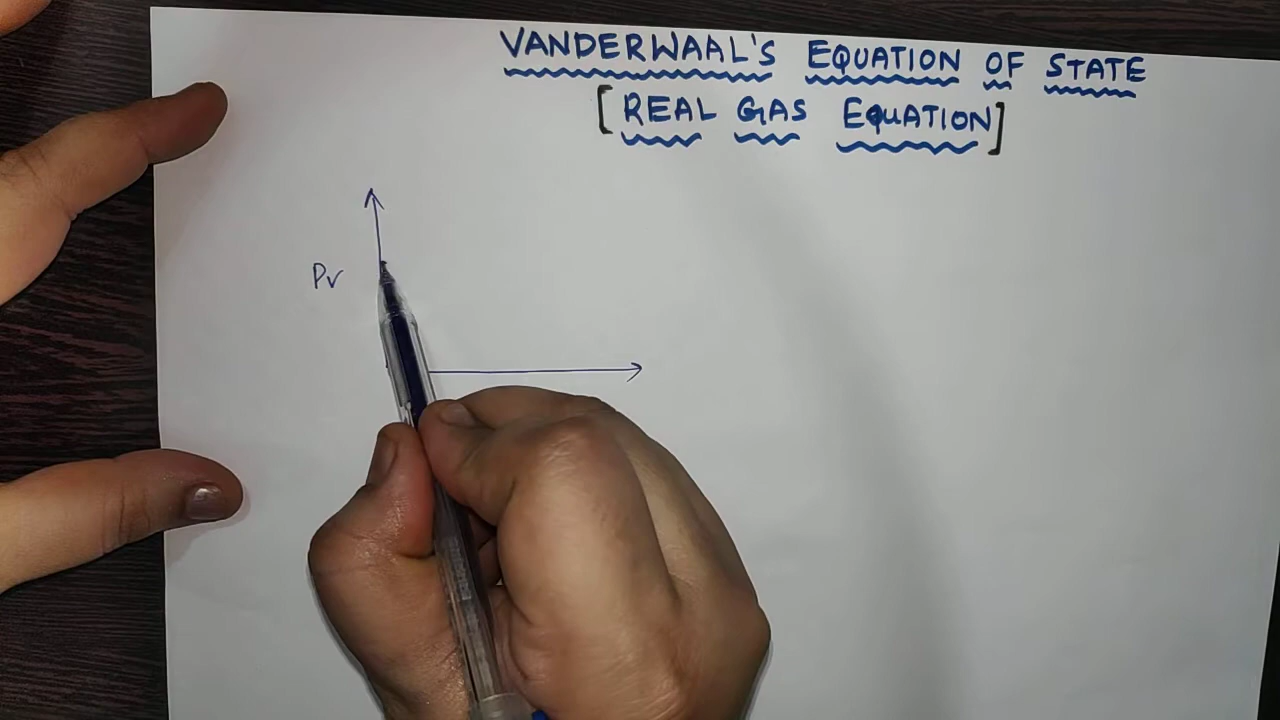 VANDERWAAL'S EQUATION OF STATE
[REAL GAS EQUATION]
Pv